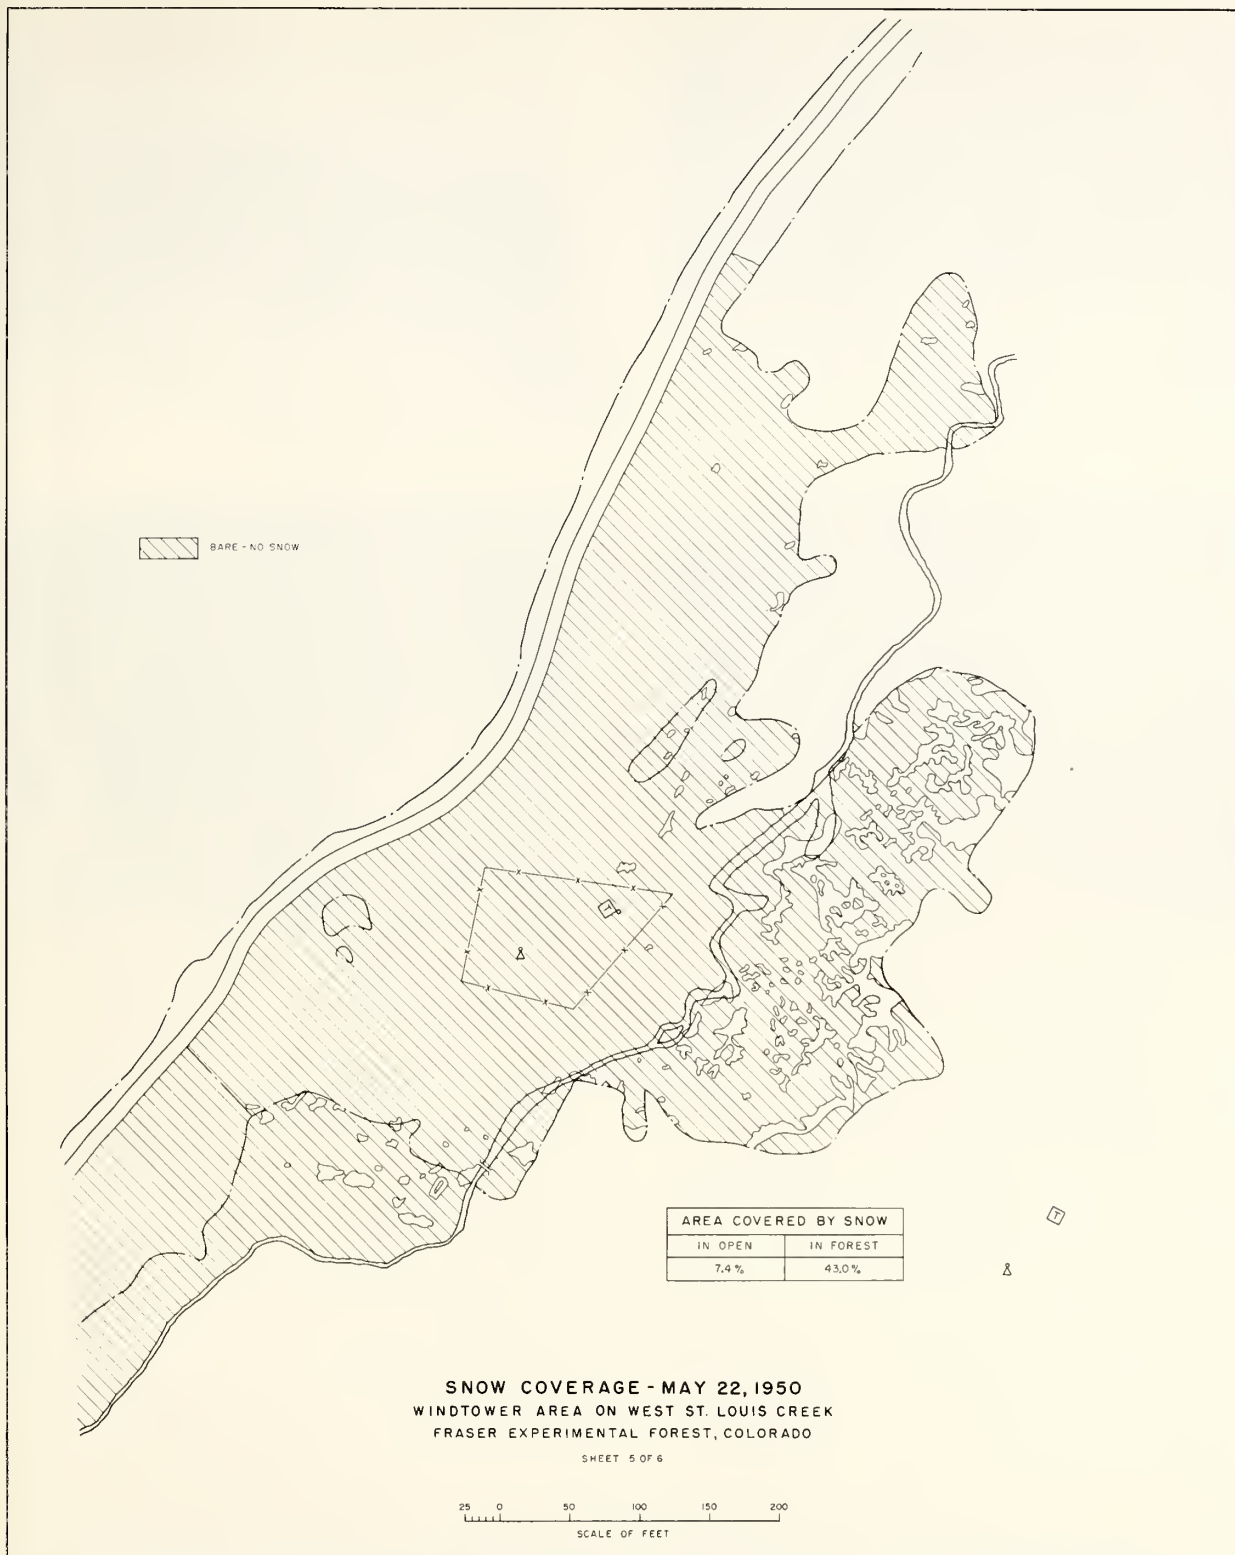 BARE - NO SNOW
T
AREA COVERED BY SNOW
IN OPEN IN FOREST
7.4% 43.0%
T
SNOW COVERAGE - MAY 22, 1950
WINDTOWER AREA ON WEST ST. LOUIS CREEK
FRASER EXPERIMENTAL FOREST, COLORADO
SHEET 5 OF 6
25 0 50 100 150 200
SCALE OF FEET